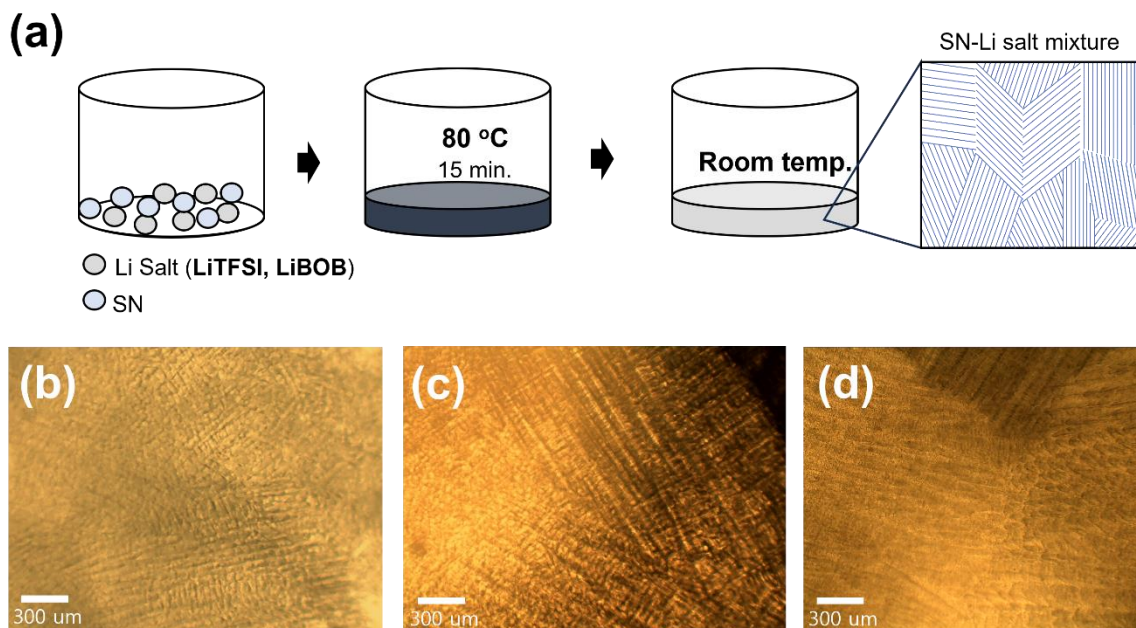 (a)
SN-Li salt mixture
80 °C
15 min.
Room temp.
Li Salt (LiTFSI, LiBOB)
SN
(b)
(c)
(d)
300 um
300 um
300 um